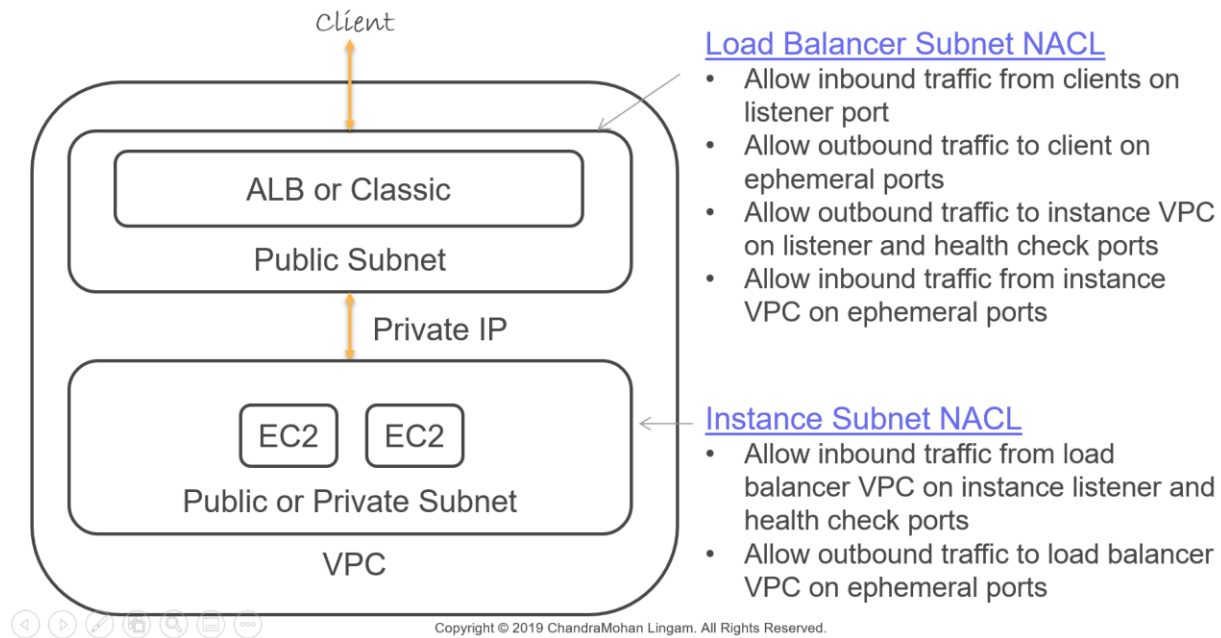 Client
ALB or Classic
Public Subnet
Private IP
EC2
EC2
Public or Private Subnet
VPC
Load Balancer Subnet NACL
• Allow inbound traffic from clients on
listener port
• Allow outbound traffic to client on
ephemeral ports
• Allow outbound traffic to instance VPC
on listener and health check ports
• Allow inbound traffic from instance
VPC on ephemeral ports
Instance Subnet NACL
• Allow inbound traffic from load
balancer VPC on instance listener and
health check ports
• Allow outbound traffic to load balancer
VPC on ephemeral ports
Copyright © 2019 ChandraMohan Lingam. All Rights Reserved.